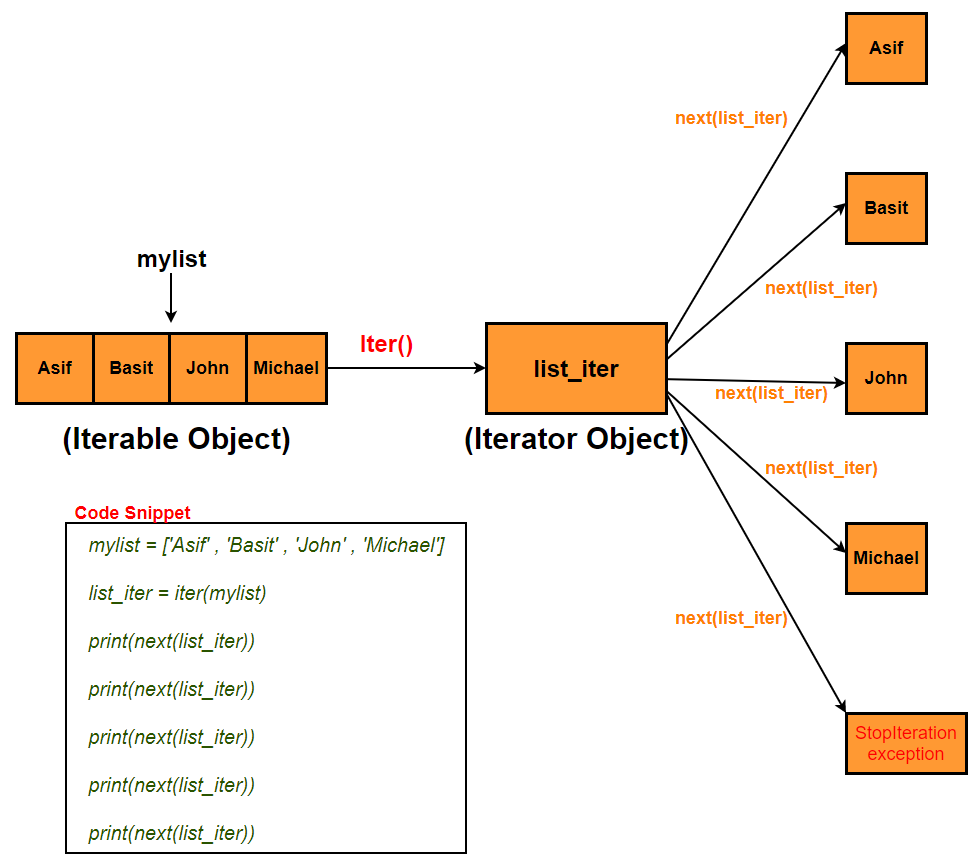 Asif
next(list_iter)
Basit
mylist
next(list_iter)
Asif Basit John Michael
Iter()
list_iter
John
next(list_iter)
(Iterable Object)
(Iterator Object)
next(list_iter)
Michael
Code Snippet
mylist = ['Asif' , 'Basit' , 'John' , 'Michael']
list_iter = iter(mylist)
print(next(list_iter))
print(next(list_iter))
print(next(list_iter))
print(next(list_iter))
print(next(list_iter))
next(list_iter)
StopIteration
exception